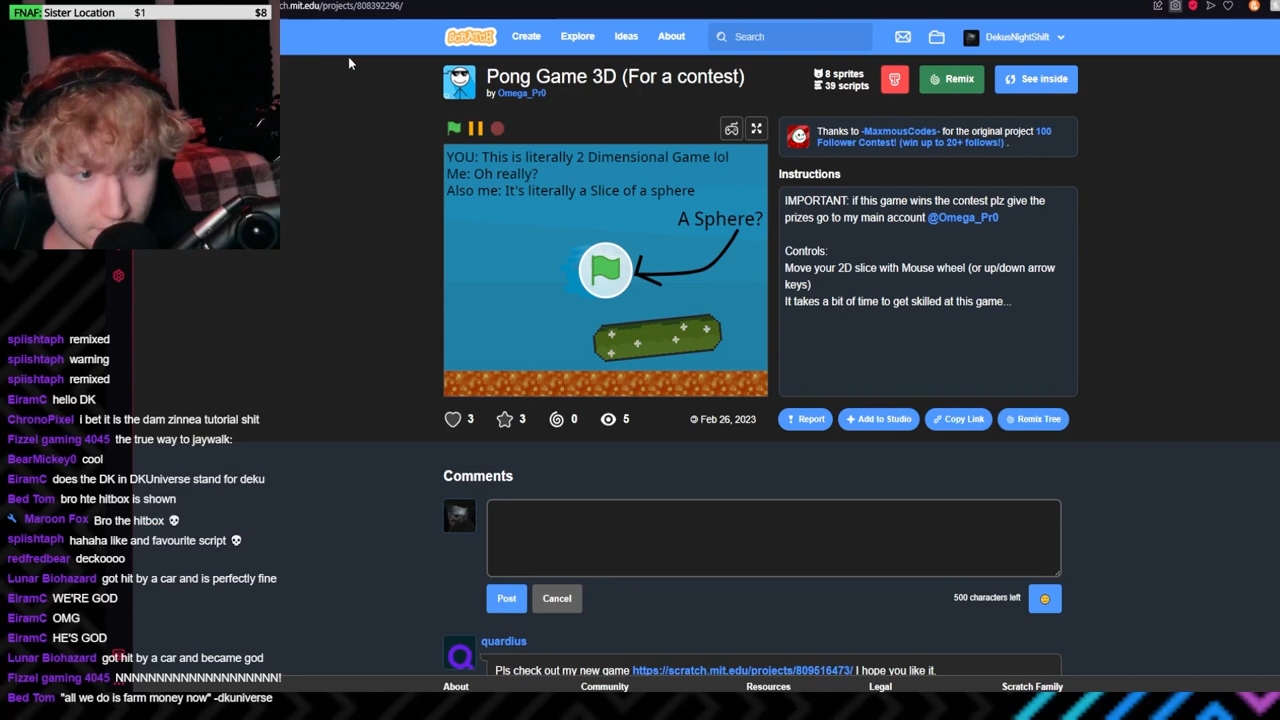 FNAF: Sister Location $1 $8
ch.mit.edu/projects/808392296/
SCRATCH Create Explore Ideas About Search DekusNightShift
Pong Game 3D (For a contest)
by Omega_Pr0
8 sprites
39 scripts
Remix
See inside
YOU: This is literally 2 Dimensional Game lol
Me: Oh really?
Also me: It's literally a Slice of a sphere
A Sphere?
Thanks to -MaxmousCodes- for the original project 100
Follower Contest! (win up to 20+ follows!) .
Instructions
IMPORTANT: if this game wins the contest plz give the
prizes go to my main account @Omega_Pr0
Controls:
Move your 2D slice with Mouse wheel (or up/down arrow
keys)
It takes a bit of time to get skilled at this game...
3 3 0 5 © Feb 26, 2023
Report Add to Studio Copy Link Remix Tree
Comments
Post Cancel 500 characters left
quardius
Pls check out my new game https://scratch.mit.edu/projects/809516473/ I hope you like it.
About Community Resources Legal Scratch Family
spiishtaph remixed
spiishtaph warning
spiishtaph remixed
EiramC hello DK
ChronoPixel i bet it is the dam zinnea tutorial shit
Fizzel gaming 4045 the true way to jaywalk:
BearMickey0 cool
EiramC does the DK in DKUniverse stand for deku
Bed Tom bro hte hitbox is shown
Maroon Fox Bro the hitbox 💀
spiishtaph hahaha like and favourite script 💀
redfredbear deckoooo
Lunar Biohazard got hit by a car and is perfectly fine
EiramC WE'RE GOD
EiramC OMG
EiramC HE'S GOD
Lunar Biohazard got hit by a car and became god
Fizzel gaming 4045 NNNNNNNNNNNNNNNNNNNN!
Bed Tom "all we do is farm money now" -dkuniverse